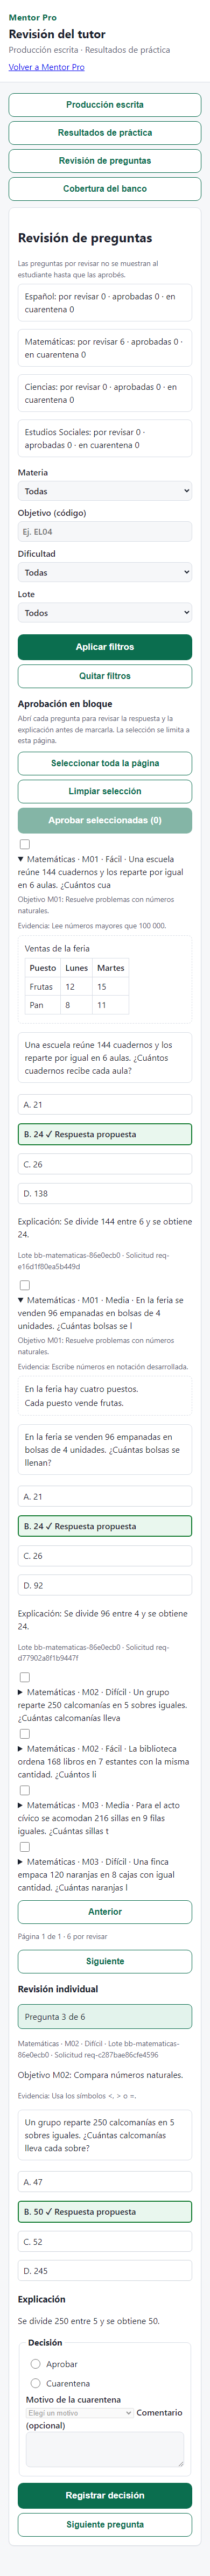 Mentor Pro
Revisión del tutor
Producción escrita · Resultados de práctica
Volver a Mentor Pro
Producción escrita
Resultados de práctica
Revisión de preguntas
Cobertura del banco
Revisión de preguntas
Las preguntas por revisar no se muestran al
estudiante hasta que las aprobés.
Español: por revisar 0 · aprobadas 0 · en
cuarentena 0
Matemáticas: por revisar 6 · aprobadas 0 ·
en cuarentena 0
Ciencias: por revisar 0 · aprobadas 0 · en
cuarentena 0
Estudios Sociales: por revisar 0 ·
aprobadas 0 · en cuarentena 0
Materia
Todas
Objetivo (código)
Ej. EL04
Dificultad
Todas
Lote
Todos
Aplicar filtros
Quitar filtros
Aprobación en bloque
Abrí cada pregunta para revisar la respuesta y la
explicación antes de marcarla. La selección se limita a
esta página.
Seleccionar toda la página
Limpiar selección
Aprobar seleccionadas (0)
▼ Matemáticas · M01 · Fácil · Una escuela
reúne 144 cuadernos y los reparte por igual
en 6 aulas. ¿Cuántos cua
Objetivo M01: Resuelve problemas con números
naturales.
Evidencia: Lee números mayores que 100 000.
Ventas de la feria
Puesto Lunes Martes
Frutas 12 15
Pan 8 11
Una escuela reúne 144 cuadernos y los
reparte por igual en 6 aulas. ¿Cuántos
cuadernos recibe cada aula?
A. 21
B. 24 ✓ Respuesta propuesta
C. 26
D. 138
Explicación: Se divide 144 entre 6 y se obtiene
24.
Lote bb-matematicas-86e0ecb0 · Solicitud req-
e16d1f80ea5b449d
▼ Matemáticas · M01 · Media · En la feria se
venden 96 empanadas en bolsas de 4
unidades. ¿Cuántas bolsas se l
Objetivo M01: Resuelve problemas con números
naturales.
Evidencia: Escribe números en notación desarrollada.
En la feria hay cuatro puestos.
Cada puesto vende frutas.
En la feria se venden 96 empanadas en
bolsas de 4 unidades. ¿Cuántas bolsas se
llenan?
A. 21
B. 24 ✓ Respuesta propuesta
C. 26
D. 92
Explicación: Se divide 96 entre 4 y se obtiene
24.
Lote bb-matematicas-86e0ecb0 · Solicitud req-
d77902a8f1b9447f
▶ Matemáticas · M02 · Difícil · Un grupo
reparte 250 calcomanías en 5 sobres iguales.
¿Cuántas calcomanías lleva
▶ Matemáticas · M02 · Fácil · La biblioteca
ordena 168 libros en 7 estantes con la misma
cantidad. ¿Cuántos li
▶ Matemáticas · M03 · Media · Para el acto
cívico se acomodan 216 sillas en 9 filas
iguales. ¿Cuántas sillas t
▶ Matemáticas · M03 · Difícil · Una finca
empaca 120 naranjas en 8 cajas con igual
cantidad. ¿Cuántas naranjas l
Anterior
Página 1 de 1 · 6 por revisar
Siguiente
Revisión individual
Pregunta 3 de 6
Matemáticas · M02 · Difícil · Lote bb-matematicas-
86e0ecb0 · Solicitud req-c287bae86cfe4596
Objetivo M02: Compara números naturales.
Evidencia: Usa los símbolos <, > o =.
Un grupo reparte 250 calcomanías en 5
sobres iguales. ¿Cuántas calcomanías
lleva cada sobre?
A. 47
B. 50 ✓ Respuesta propuesta
C. 52
D. 245
Explicación
Se divide 250 entre 5 y se obtiene 50.
Decisión
Aprobar
Cuarentena
Motivo de la cuarentena
Elegí un motivo Comentario
(opcional)
Registrar decisión
Siguiente pregunta